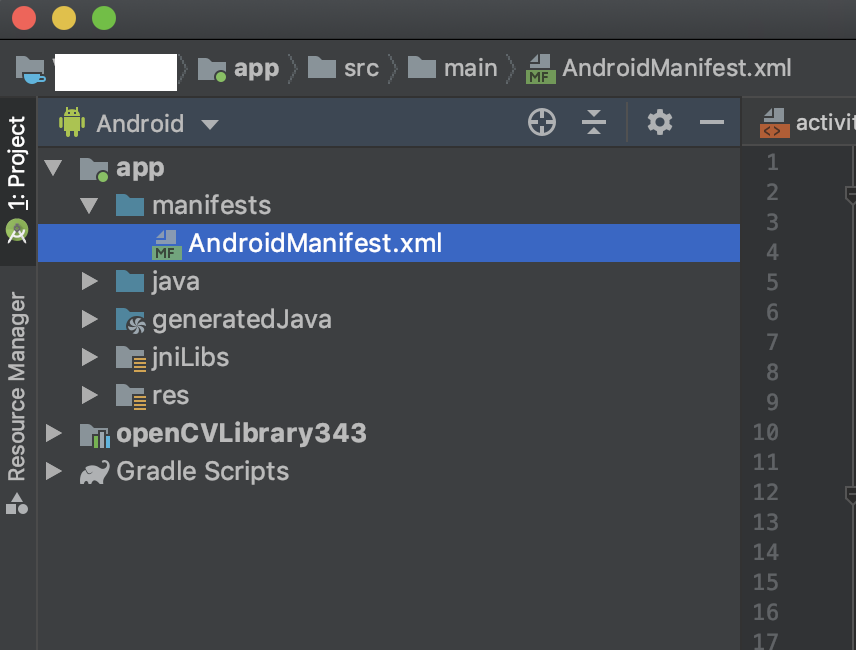 app src main AndroidManifest.xml
1: Project
Resource Manager
Android
app
manifests
MF AndroidManifest.xml
java
generatedJava
jniLibs
res
openCVLibrary343
Gradle Scripts
1
2
3
4
5
6
7
8
9
10
11
12
13
14
15
16
17